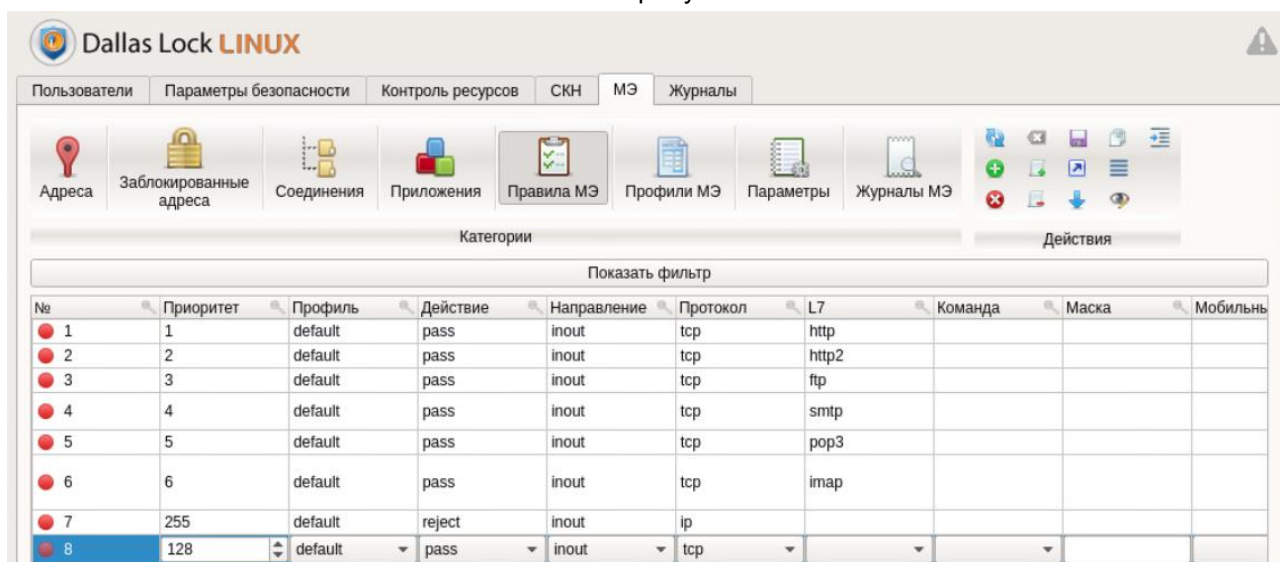 Dallas Lock LINUX
Пользователи Параметры безопасности Контроль ресурсов СКН МЭ Журналы
Адреса Заблокированные адреса Соединения Приложения Правила МЭ Профили МЭ Параметры Журналы МЭ
Категории Действия
Показать фильтр
№ Приоритет Профиль Действие Направление Протокол L7 Команда Маска Мобильнь
1 1 default pass inout tcp http
2 2 default pass inout tcp http2
3 3 default pass inout tcp ftp
4 4 default pass inout tcp smtp
5 5 default pass inout tcp pop3
6 6 default pass inout tcp imap
7 255 default reject inout ip
8 128 default pass inout tcp